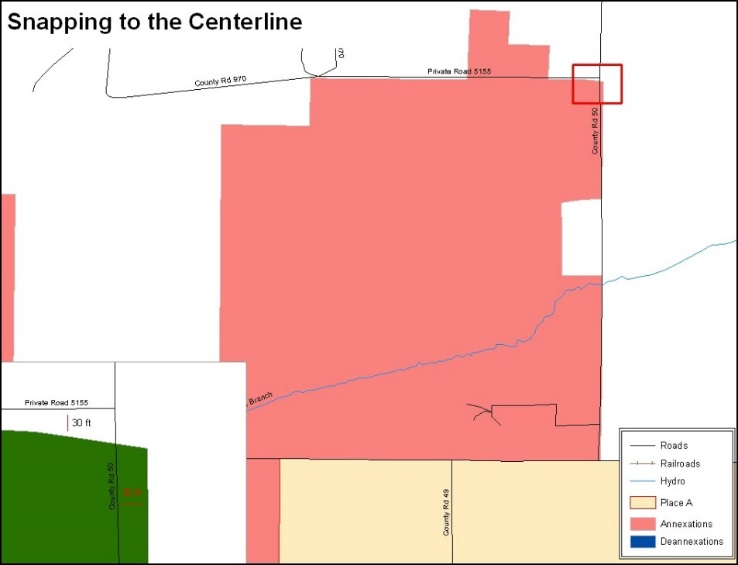 Snapping to the Centerline
County Rd 970
70
Private Road 5155
County Rd 50
Branch
Private Road 5155
30 ft
County Rd 50
County Rd 49
Roads
Railroads
Hydro
Place A
Annexations
Deannexations